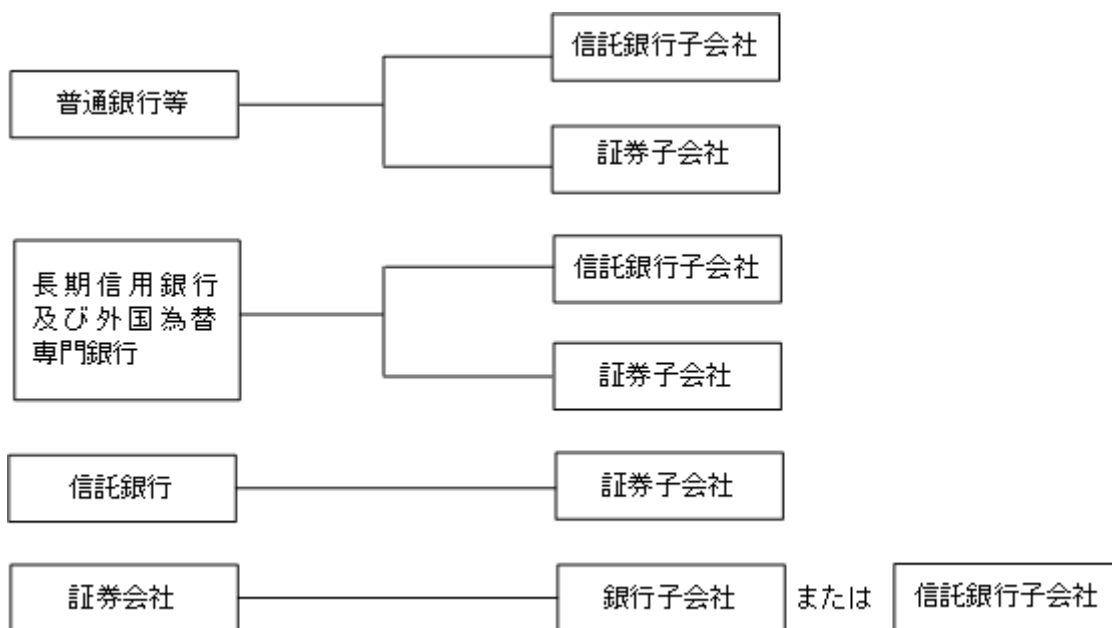 信託銀行子会社
普通銀行等
証券子会社
信託銀行子会社
長期信用銀行
及び外国為替
専門銀行
証券子会社
信託銀行
証券子会社
証券会社
銀行子会社 または 信託銀行子会社